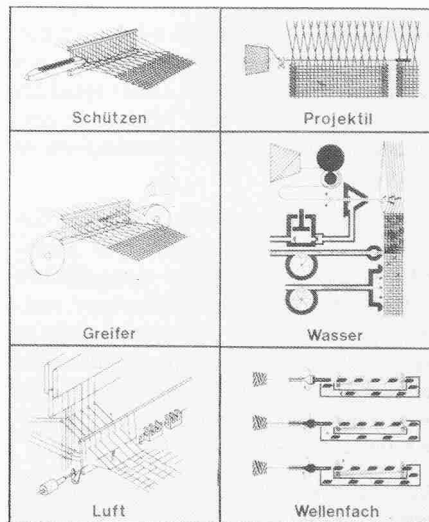 Schützen
Projektil
Greifer
Wasser
Luft
Wellenfach